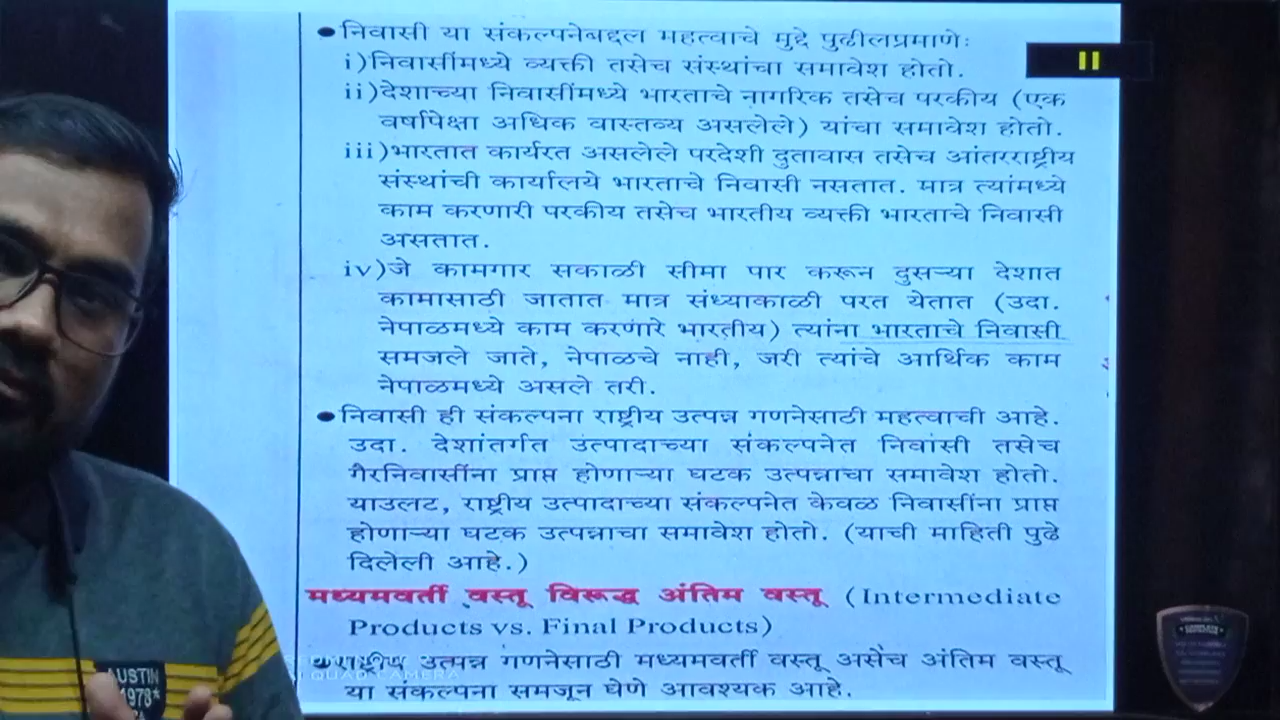 ● निवासी या संकल्पनेबद्दल महत्वाचे मुद्दे पुढीलप्रमाणेः
i)निवासींमध्ये व्यक्ती तसेच संस्थांचा समावेश होतो.
ii)देशाच्या निवासींमध्ये भारताचे नागरिक तसेच परकीय (एक
वर्षापेक्षा अधिक वास्तव्य असलेले) यांचा समावेश होतो.
iii)भारतात कार्यरत असलेले परदेशी दुतावास तसेच आंतरराष्ट्रीय
संस्थांची कार्यालये भारताचे निवासी नसतात. मात्र त्यांमध्ये
काम करणारी परकीय तसेच भारतीय व्यक्ती भारताचे निवासी
असतात.
iv)जे कामगार सकाळी सीमा पार करून दुसऱ्या देशात
कामासाठी जातात मात्र संध्याकाळी परत येतात (उदा.
नेपाळमध्ये काम करणारे भारतीय) त्यांना भारताचे निवासी
समजले जाते, नेपाळचे नाही, जरी त्यांचे आर्थिक काम
नेपाळमध्ये असले तरी.
● निवासी ही संकल्पना राष्ट्रीय उत्पन्न गणनेसाठी महत्वाची आहे.
उदा. देशांतर्गत उत्पादाच्या संकल्पनेत निवासी तसेच
गैरनिवासींना प्राप्त होणाऱ्या घटक उत्पन्नाचा समावेश होतो.
याउलट, राष्ट्रीय उत्पादाच्या संकल्पनेत केवळ निवासींना प्राप्त
होणाऱ्या घटक उत्पन्नाचा समावेश होतो. (याची माहिती पुढे
दिलेली आहे.)
मध्यमवर्ती वस्तू विरूद्ध अंतिम वस्तू (Intermediate
Products vs. Final Products)
● राष्ट्रीय उत्पन्न गणनेसाठी मध्यमवर्ती वस्तू असेच अंतिम वस्तू
या संकल्पना समजून घेणे आवश्यक आहे.
QUAD CAMERA
AUSTIN
1978*